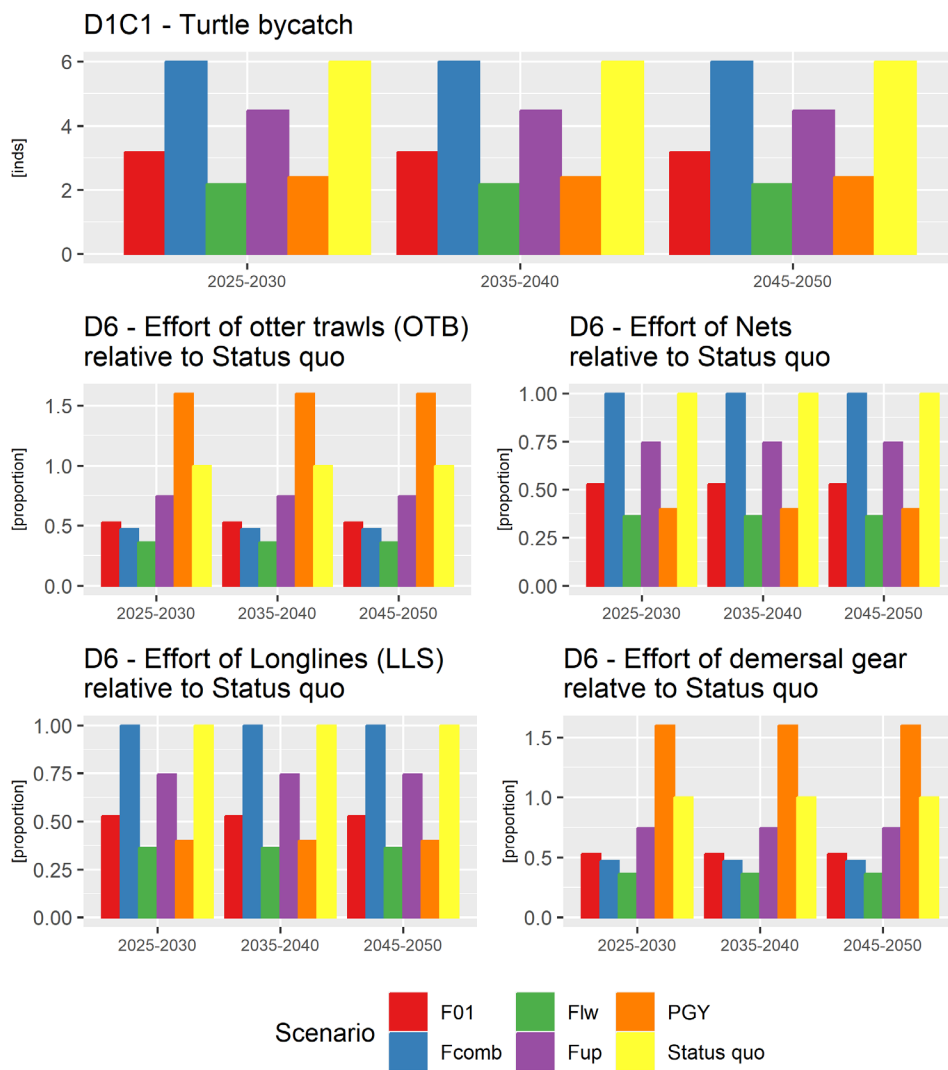 D1C1 - Turtle bycatch
[inds]
6
4
2
0
2025-2030 2035-2040 2045-2050
D6 - Effort of otter trawls (OTB)
relative to Status quo
[proportion]
1.5
1.0
0.5
0.0
2025-2030 2035-2040 2045-2050
D6 - Effort of Nets
relative to Status quo
[proportion]
1.00
0.75
0.50
0.25
0.00
2025-2030 2035-2040 2045-2050
D6 - Effort of Longlines (LLS)
relative to Status quo
[proportion]
1.00
0.75
0.50
0.25
0.00
2025-2030 2035-2040 2045-2050
D6 - Effort of demersal gear
relatve to Status quo
[proportion]
1.5
1.0
0.5
0.0
2025-2030 2035-2040 2045-2050
Scenario
F01 Flw PGY
Fcomb Fup Status quo